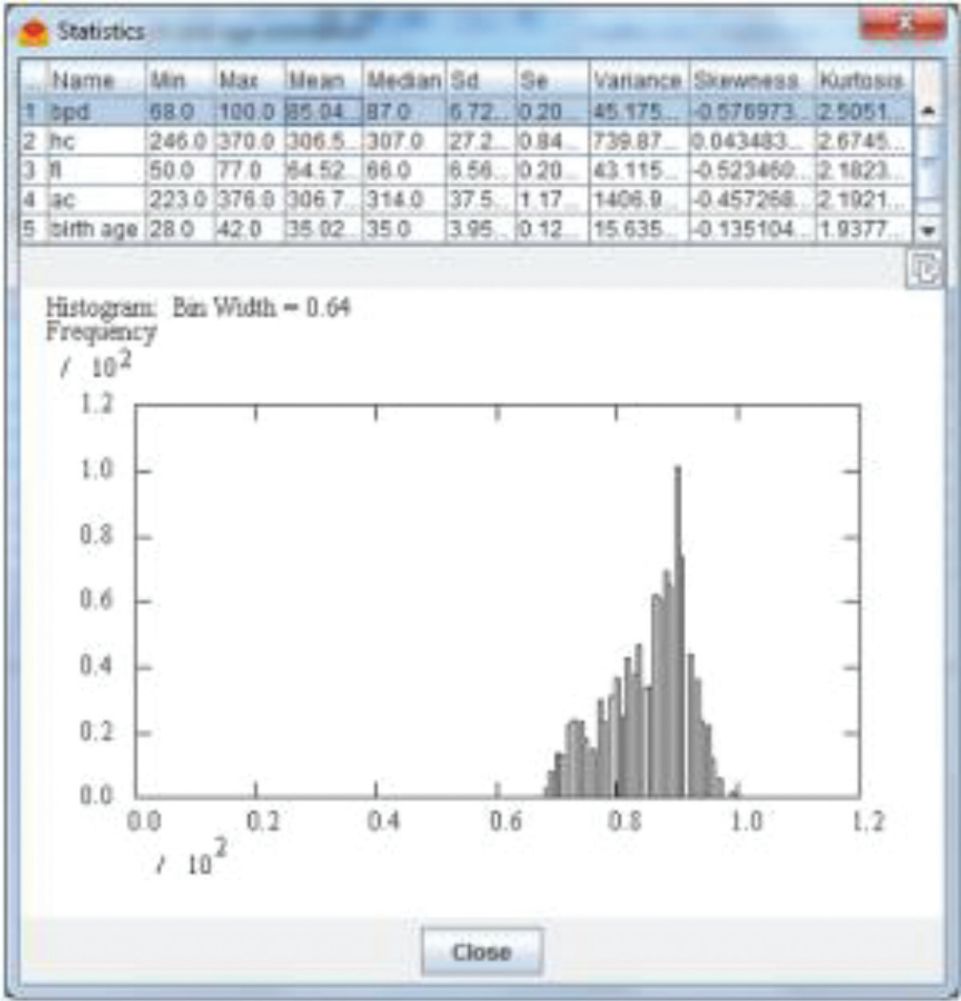 Statistics
... Name Min Max Mean Median Sd Se Variance Skewness Kurtosis
1 bpd 68.0 100.0 85.04... 87.0 6.72... 0.20... 45.175... -0.576973... 2.5051...
2 hc 246.0 370.0 306.5... 307.0 27.2... 0.84... 739.87... 0.043483... 2.6745...
3 fl 50.0 77.0 64.52... 66.0 6.56... 0.20... 43.115... -0.523460... 2.1823...
4 ac 223.0 376.0 306.7... 314.0 37.5... 1.17... 1406.9... -0.457268... 2.1921...
5 birth age 28.0 42.0 35.02... 35.0 3.95... 0.12... 15.635... -0.135104... 1.9377...
Histogram: Bin Width = 0.64
Frequency
/ 10^2
1.2
1.0
0.8
0.6
0.4
0.2
0.0
0.0 0.2 0.4 0.6 0.8 1.0 1.2
/ 10^2
Close